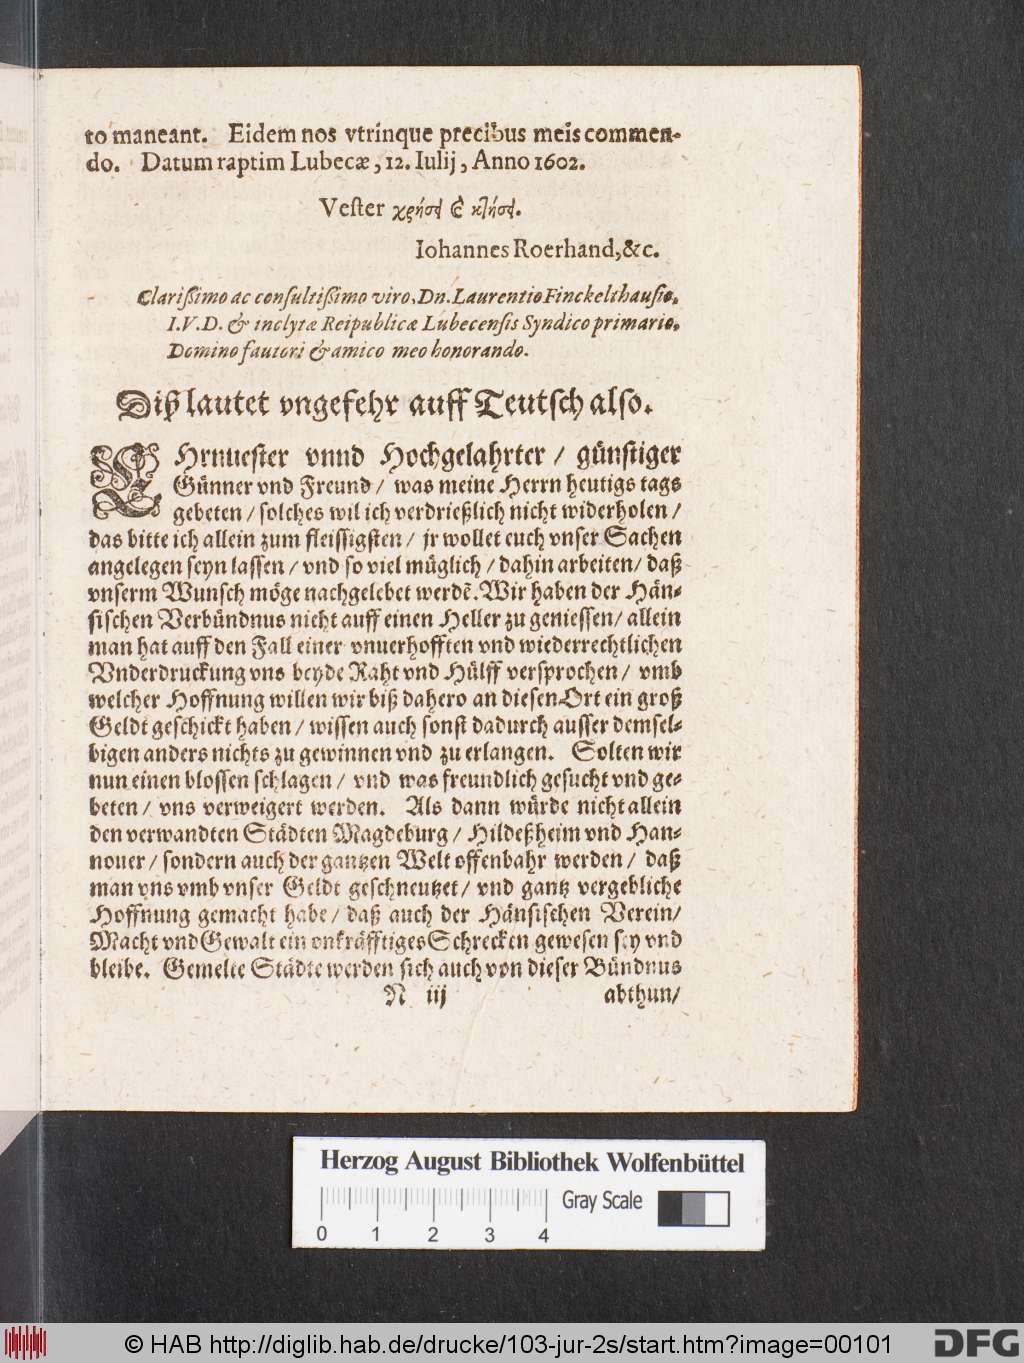 to maneant. Eidem nos vtrinque precibus meis commen-
do. Datum raptim Lubecæ, 12. Iulij, Anno 1602.
Vester χρήσει & κλήσει.
Iohannes Roerhand, &c.
Clarißimo ac consultißimo viro, Dn. Laurentio Finckelthausio,
I.V.D. & inclytæ Reipublicæ Lubecensis Syndico primario,
Domino fautori & amico meo honorando.
Diß lautet vngefehr auff Teutsch also.
EHrnuester vnnd Hochgelahrter / günstiger
Günner vnd Freund / was meine Herrn heutigs tags
gebeten / solches wil ich verdrießlich nicht widerholen /
das bitte ich allein zum fleissigsten / jr wollet euch vnser Sachen
angelegen seyn lassen / vnd so viel müglich / dahin arbeiten / daß
vnserm Wunsch möge nachgelebet werdē. Wir haben der Hän-
sischen Verbündnus nicht auff einen Heller zu geniessen / allein
man hat auff den Fall einer vnuerhofften vnd wiederrechtlichen
Vnderdruckung vns beyde Raht vnd Hülff versprochen / vmb
welcher Hoffnung willen wir biß dahero an diesen Ort ein groß
Geldt geschickt haben / wissen auch sonst dadurch ausser demsel-
bigen anders nichts zu gewinnen vnd zu erlangen. Solten wir
nun einen blossen schlagen / vnd was freundlich gesucht vnd ge-
beten / vns verweigert werden. Als dann würde nicht allein
den verwandten Städten Magdeburg / Hildeßheim vnd Han-
nouer / sondern auch der gantzen Welt offenbahr werden / daß
man vns vmb vnser Geldt geschneutzet / vnd gantz vergebliche
Hoffnung gemacht habe / daß auch der Hänsischen Verein /
Macht vnd Gewalt ein onkräfftiges Schrecken gewesen sey vnd
bleibe. Gemelte Städte werden sich auch von dieser Bündnus
N iij abthun /
Herzog August Bibliothek Wolfenbüttel
Gray Scale
0 1 2 3 4
© HAB http://diglib.hab.de/drucke/103-jur-2s/start.htm?image=00101
DFG